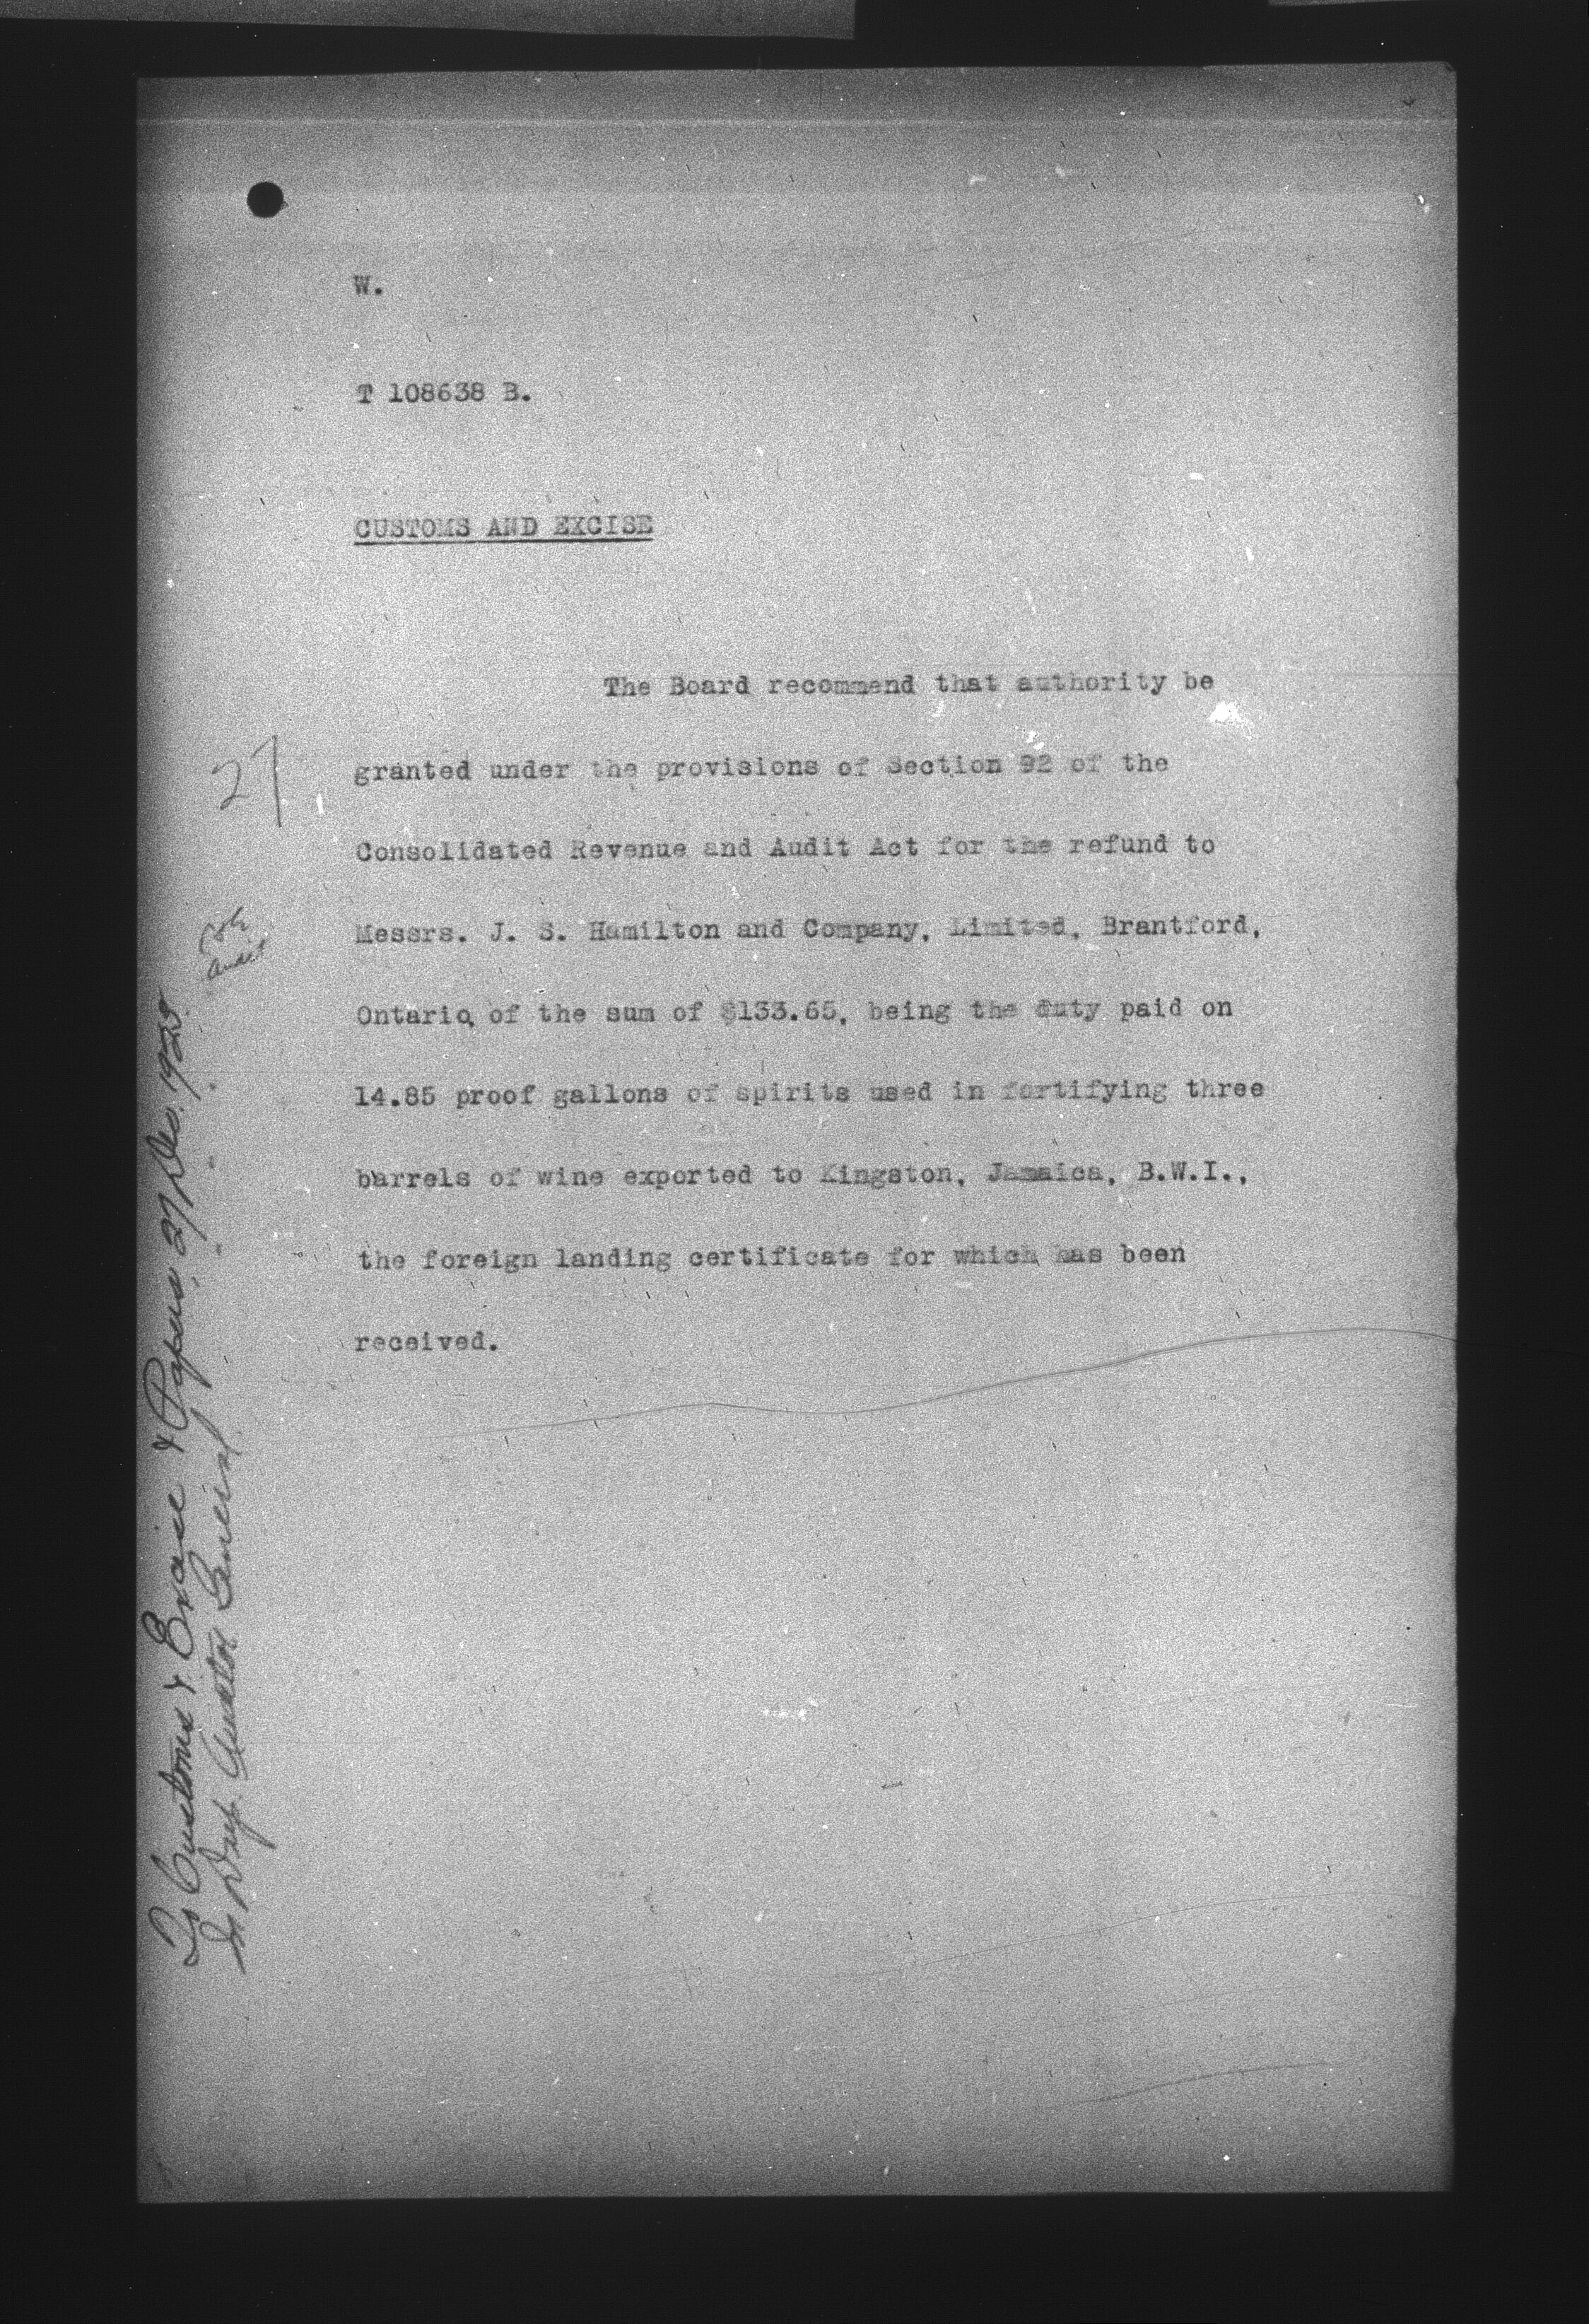 W.
T 108638 B.
CUSTOMS AND EXCISE
The Board recommend that authority be
granted under the provisions of Section 92 of the
Consolidated Revenue and Audit Act for the refund to
Messrs. J. S. Hamilton and Company, Limited, Brantford,
Ontario, of the sum of $133.65, being the duty paid on
14.85 proof gallons of spirits used in fortifying three
barrels of wine exported to Kingston, Jamaica, B.W.I.,
the foreign landing certificate for which has been
received.
27
Audit
To Customs & Excise & Papers, 27 Dec. 1928
Auditor General